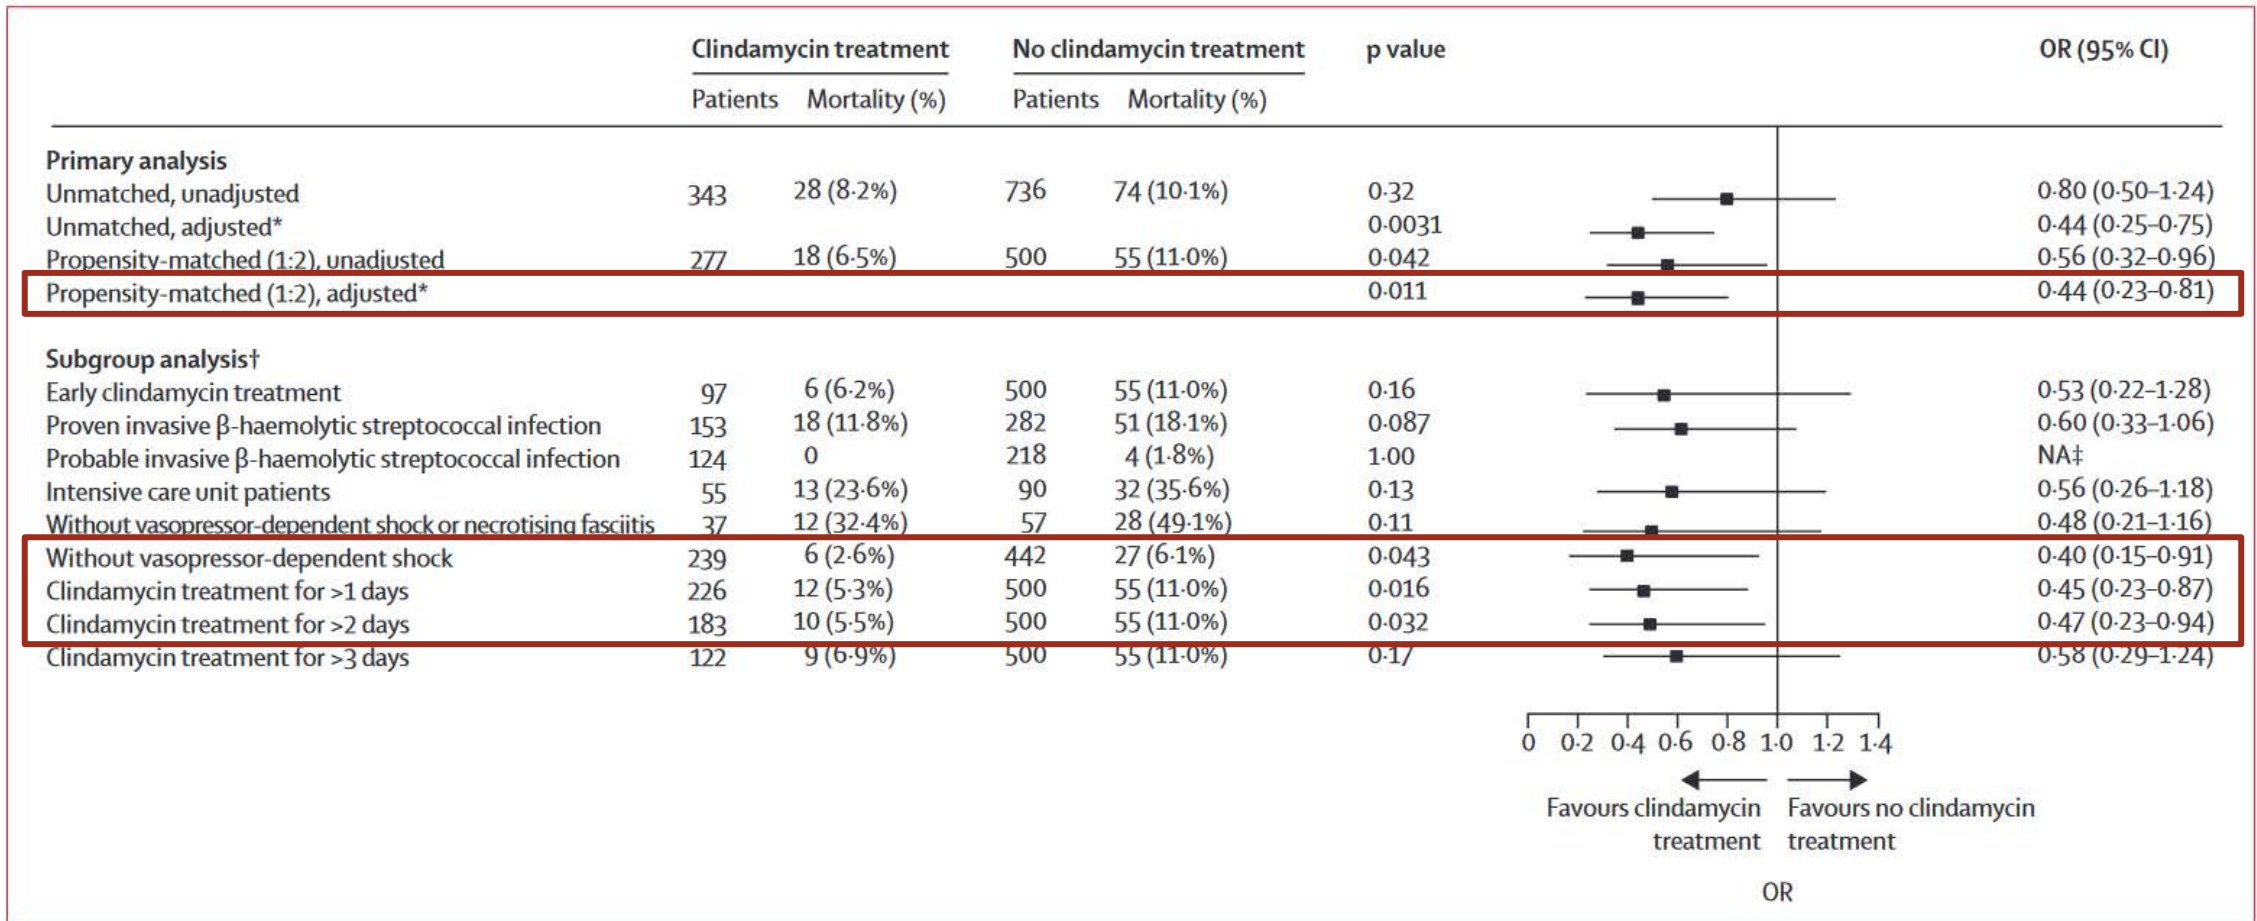 Clindamycin treatment No clindamycin treatment p value OR (95% CI)
Patients Mortality (%) Patients Mortality (%)
Primary analysis
Unmatched, unadjusted 343 28 (8·2%) 736 74 (10·1%) 0·32 0·80 (0·50–1·24)
Unmatched, adjusted* 0·0031 0·44 (0·25–0·75)
Propensity-matched (1:2), unadjusted 277 18 (6·5%) 500 55 (11·0%) 0·042 0·56 (0·32–0·96)
Propensity-matched (1:2), adjusted* 0·011 0·44 (0·23–0·81)
Subgroup analysis†
Early clindamycin treatment 97 6 (6·2%) 500 55 (11·0%) 0·16 0·53 (0·22–1·28)
Proven invasive β-haemolytic streptococcal infection 153 18 (11·8%) 282 51 (18·1%) 0·087 0·60 (0·33–1·06)
Probable invasive β-haemolytic streptococcal infection 124 0 218 4 (1·8%) 1·00 NA‡
Intensive care unit patients 55 13 (23·6%) 90 32 (35·6%) 0·13 0·56 (0·26–1·18)
Without vasopressor-dependent shock or necrotising fasciitis 37 12 (32·4%) 57 28 (49·1%) 0·11 0·48 (0·21–1·16)
Without vasopressor-dependent shock 239 6 (2·6%) 442 27 (6·1%) 0·043 0·40 (0·15–0·91)
Clindamycin treatment for >1 days 226 12 (5·3%) 500 55 (11·0%) 0·016 0·45 (0·23–0·87)
Clindamycin treatment for >2 days 183 10 (5·5%) 500 55 (11·0%) 0·032 0·47 (0·23–0·94)
Clindamycin treatment for >3 days 122 9 (6·9%) 500 55 (11·0%) 0·17 0·58 (0·29–1·24)
0 0·2 0·4 0·6 0·8 1·0 1·2 1·4
Favours clindamycin Favours no clindamycin
treatment treatment
OR